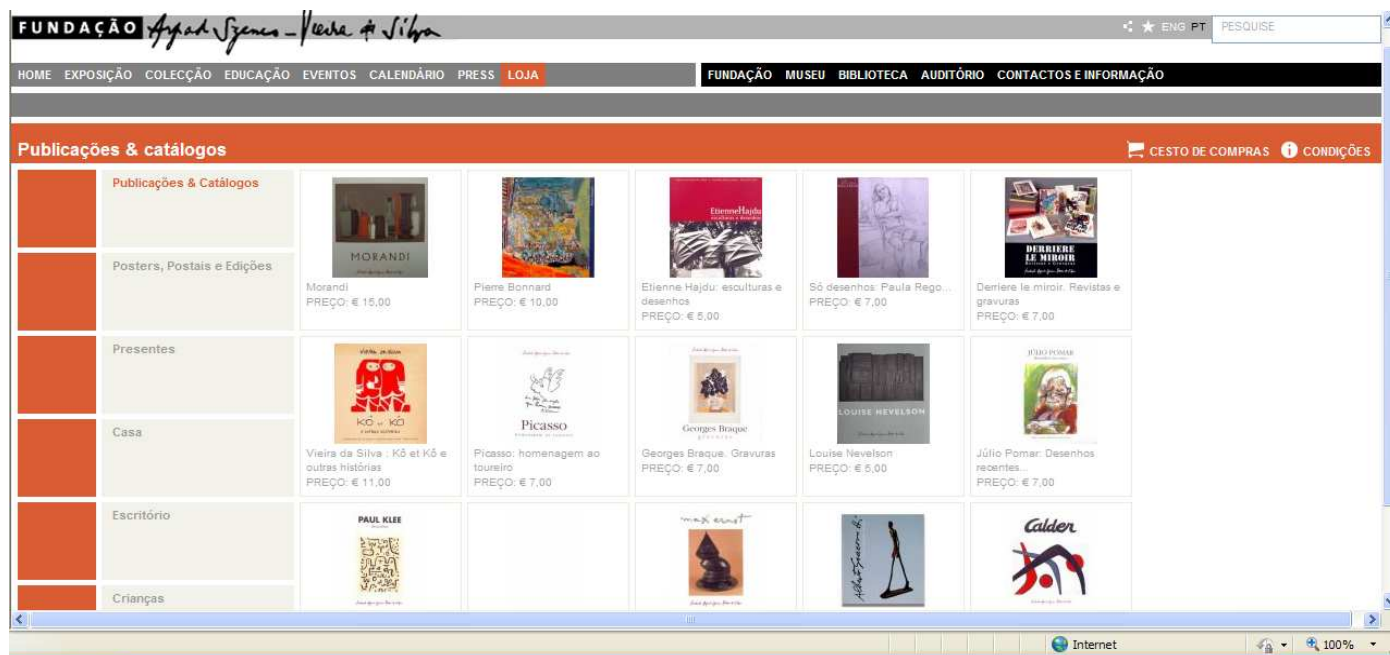 FUNDAÇÃO Arpad Szenes – Vieira da Silva
ENG PT PESQUISE
HOME EXPOSIÇÃO COLECÇÃO EDUCAÇÃO EVENTOS CALENDÁRIO PRESS LOJA
FUNDAÇÃO MUSEU BIBLIOTECA AUDITÓRIO CONTACTOS E INFORMAÇÃO
Publicações & catálogos
CESTO DE COMPRAS CONDIÇÕES
Publicações & Catálogos
Posters, Postais e Edições
Presentes
Casa
Escritório
Crianças
MORANDI
Morandi
PREÇO: € 15,00
Pierre Bonnard
PREÇO: € 10,00
EtienneHajdu
esculturas e desenhos
Etienne Hajdu: esculturas e
desenhos
PREÇO: € 5,00
Só desenhos: Paula Rego...
PREÇO: € 7,00
DERRIERE
LE MIROIR
Derriere le miroir. Revistas e
gravuras
PREÇO: € 7,00
KÔ et KÔ
Vieira da Silva : Kô et Kô e
outras histórias
PREÇO: € 11,00
Picasso
Picasso: homenagem ao
toureiro
PREÇO: € 7,00
Georges Braque
gravuras
Georges Braque. Gravuras
PREÇO: € 7,00
LOUISE NEVELSON
Louise Nevelson
PREÇO: € 5,00
JÚLIO POMAR
Júlio Pomar: Desenhos
recentes...
PREÇO: € 7,00
PAUL KLEE
max ernst
Alberto Giacometti
Calder
Internet
100%